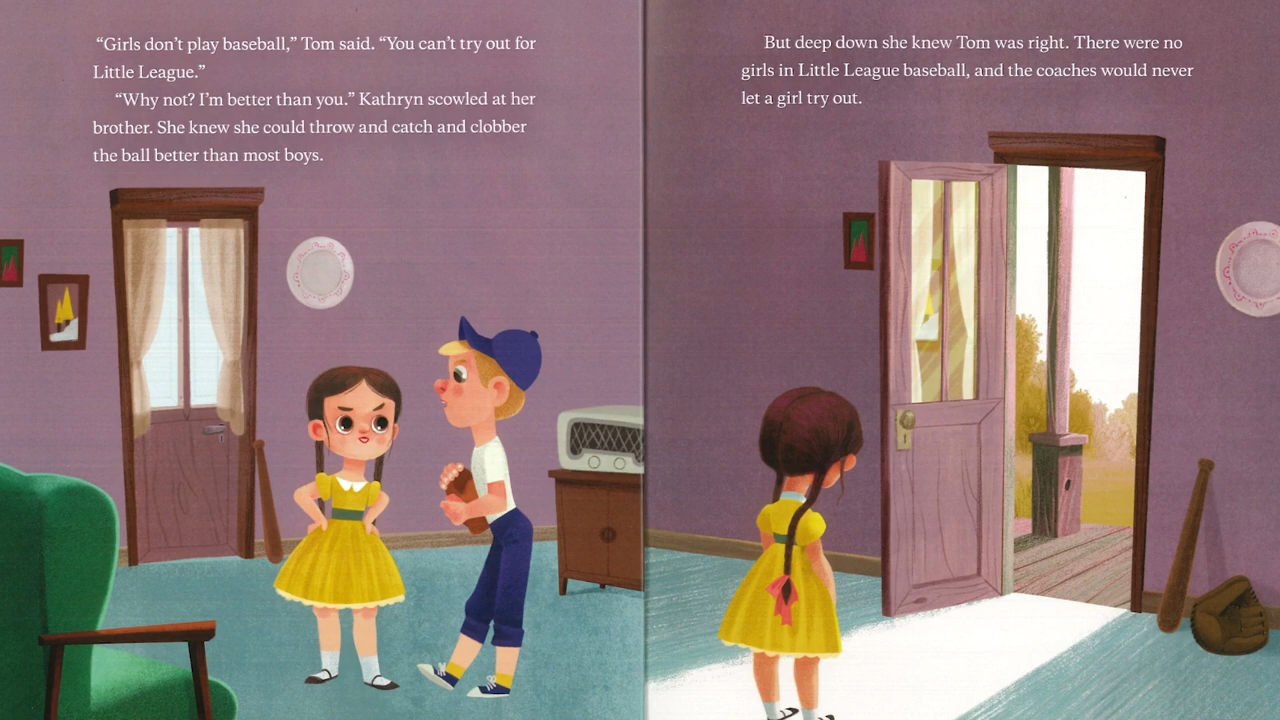 “Girls don’t play baseball,” Tom said. “You can’t try out for
Little League.”
“Why not? I’m better than you.” Kathryn scowled at her
brother. She knew she could throw and catch and clobber
the ball better than most boys.
But deep down she knew Tom was right. There were no
girls in Little League baseball, and the coaches would never
let a girl try out.